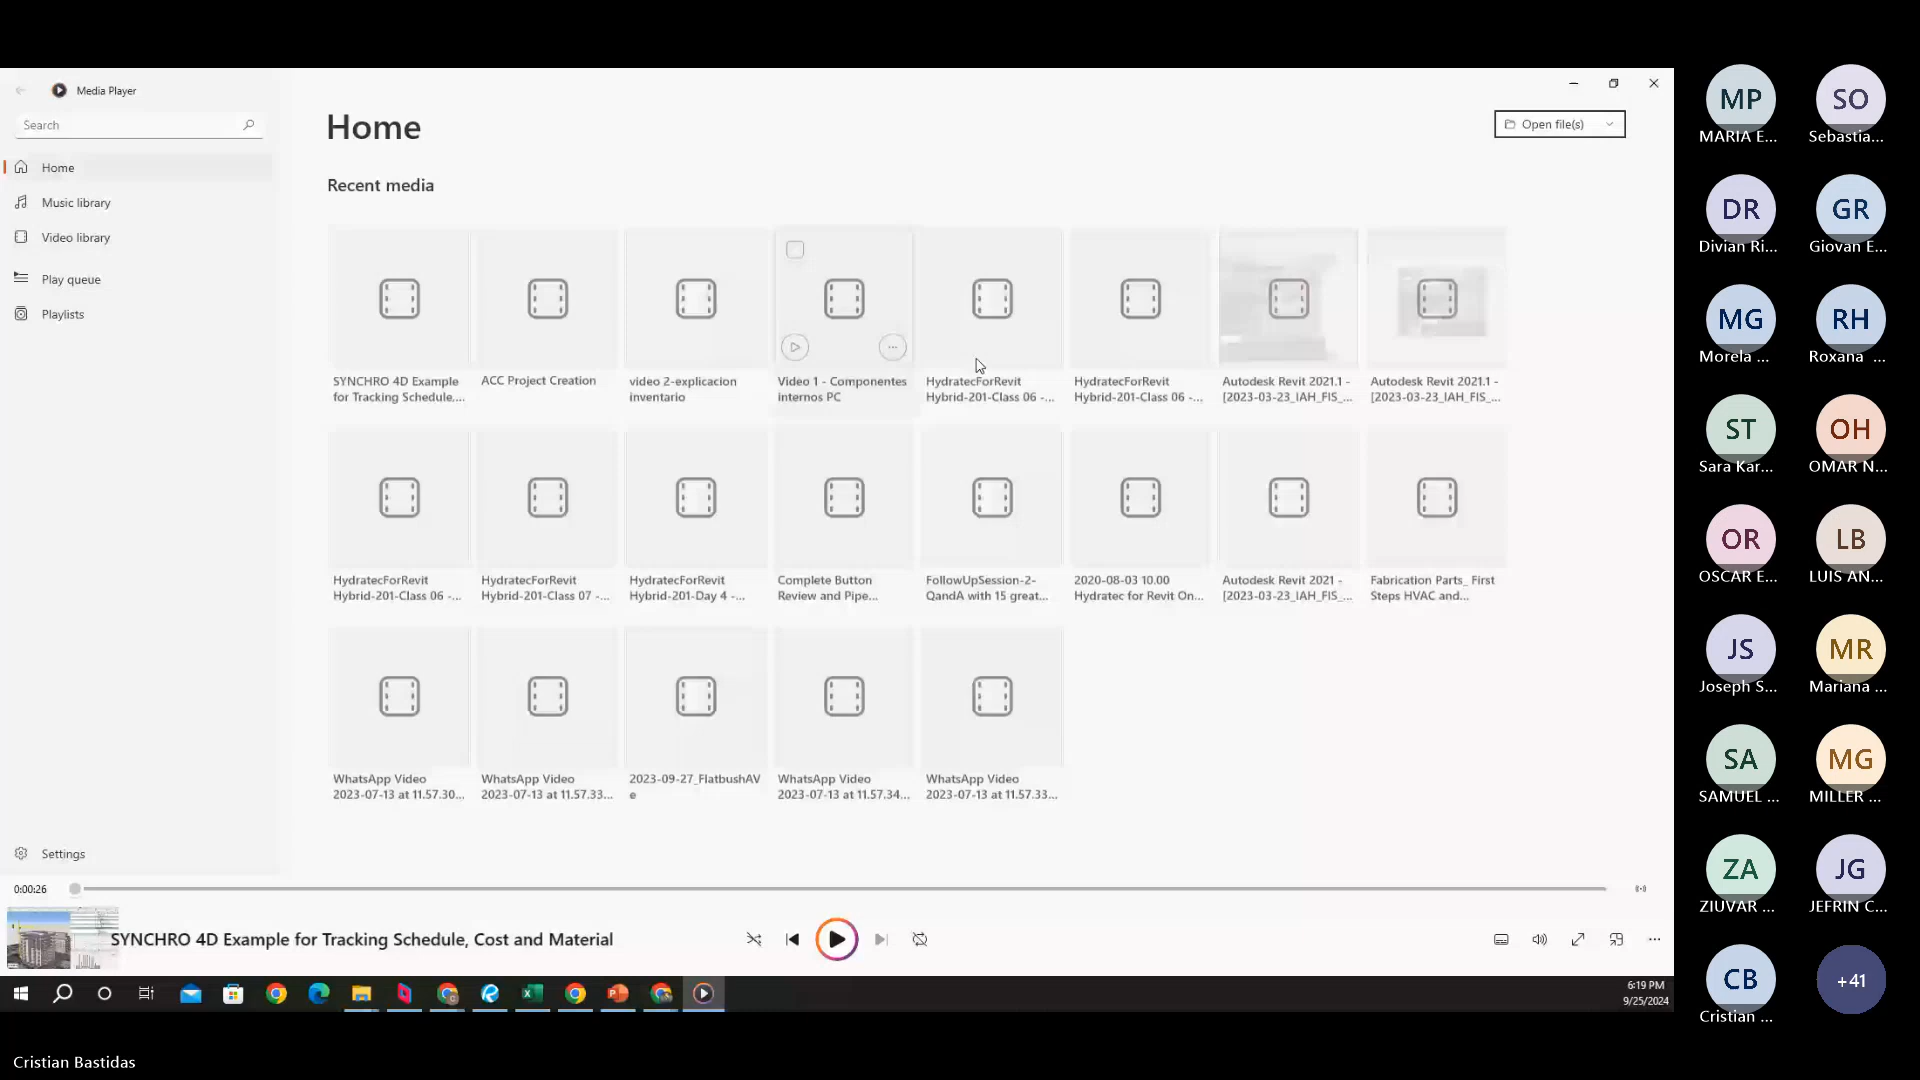 Media Player
Search
Home
Music library
Video library
Play queue
Playlists
Settings
Home
Open file(s)
Recent media
SYNCHRO 4D Example
for Tracking Schedule,...
ACC Project Creation
video 2-explicacion
inventario
Video 1 - Componentes
internos PC
HydratecForRevit
Hybrid-201-Class 06 -...
HydratecForRevit
Hybrid-201-Class 06 -...
Autodesk Revit 2021.1 -
[2023-03-23_IAH_FIS_...
Autodesk Revit 2021.1 -
[2023-03-23_IAH_FIS_...
HydratecForRevit
Hybrid-201-Class 06 -...
HydratecForRevit
Hybrid-201-Class 07 -...
HydratecForRevit
Hybrid-201-Day 4 -...
Complete Button
Review and Pipe...
FollowUpSession-2-
QandA with 15 great...
2020-08-03 10.00
Hydratec for Revit On...
Autodesk Revit 2021 -
[2023-03-23_IAH_FIS_...
Fabrication Parts_ First
Steps HVAC and...
WhatsApp Video
2023-07-13 at 11.57.30...
WhatsApp Video
2023-07-13 at 11.57.33...
2023-09-27_FlatbushAV
e
WhatsApp Video
2023-07-13 at 11.57.34...
WhatsApp Video
2023-07-13 at 11.57.33...
0:00:26
SYNCHRO 4D Example for Tracking Schedule, Cost and Material
6:19 PM
9/25/2024
Cristian Bastidas
MP
MARIA E...
SO
Sebastia...
DR
Divian Ri...
GR
Giovan E...
MG
Morela ...
RH
Roxana ...
ST
Sara Kar...
OH
OMAR N...
OR
OSCAR E...
LB
LUIS AN...
JS
Joseph S...
MR
Mariana ...
SA
SAMUEL ...
MG
MILLER ...
ZA
ZIUVAR ...
JG
JEFRIN C...
CB
Cristian ...
+41